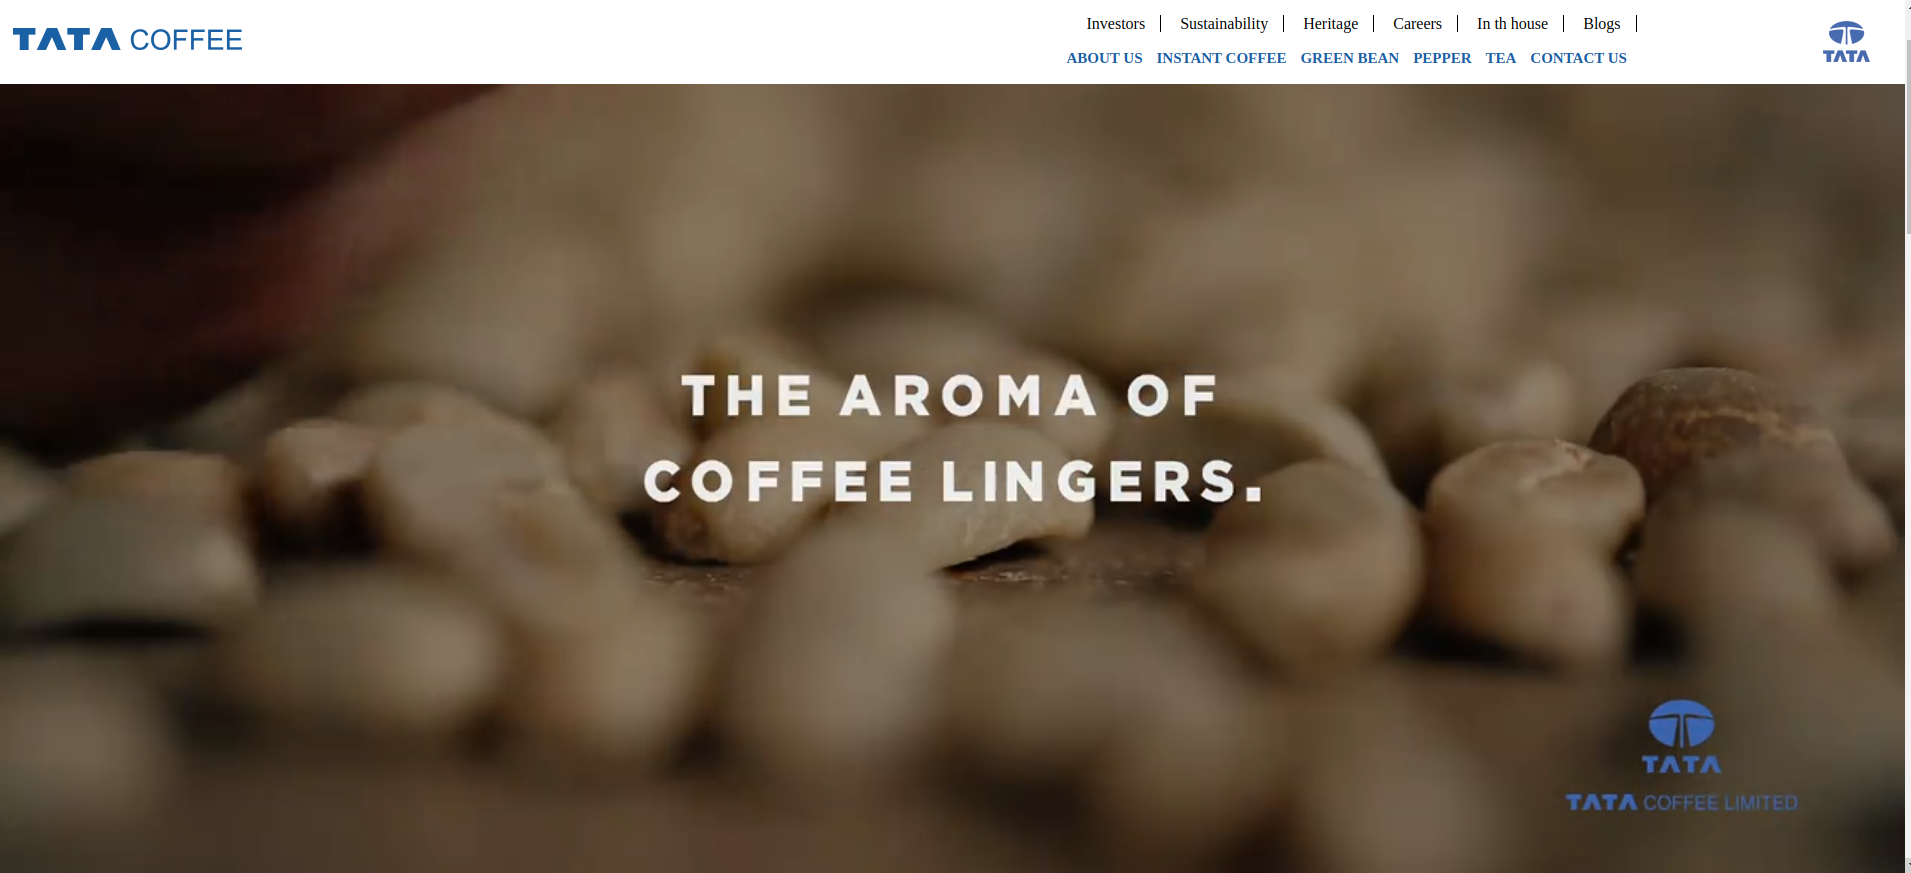 TATA COFFEE
Investors
Sustainability
Heritage
Careers
In th house
Blogs
ABOUT US
INSTANT COFFEE
GREEN BEAN
PEPPER
TEA
CONTACT US
TATA
THE AROMA OF
COFFEE LINGERS.
TATA
TATA COFFEE LIMITED